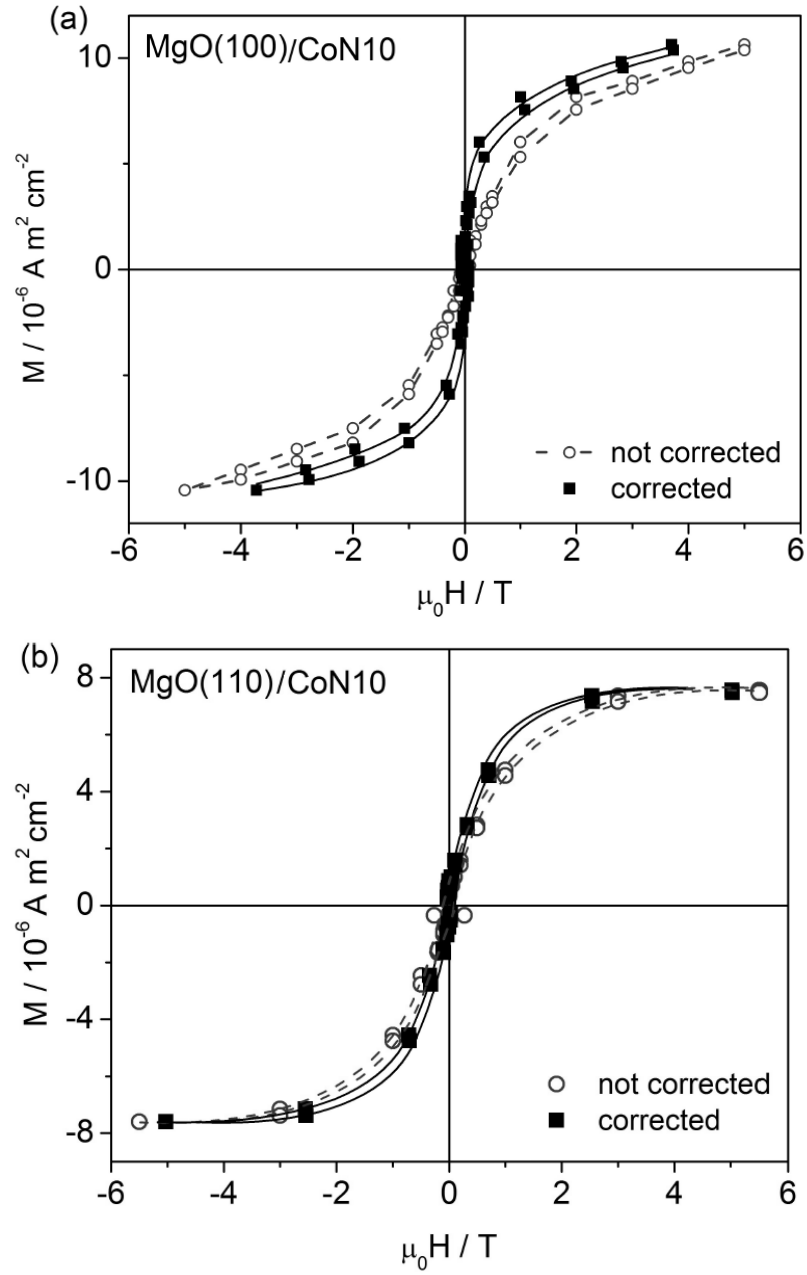 (a)
MgO(100)/CoN10
10
0
-10
M / 10⁻⁶ A m² cm⁻²
not corrected
corrected
-6 -4 -2 0 2 4 6
μ₀H / T
(b)
MgO(110)/CoN10
8
4
0
-4
-8
M / 10⁻⁶ A m² cm⁻²
not corrected
corrected
-6 -4 -2 0 2 4 6
μ₀H / T